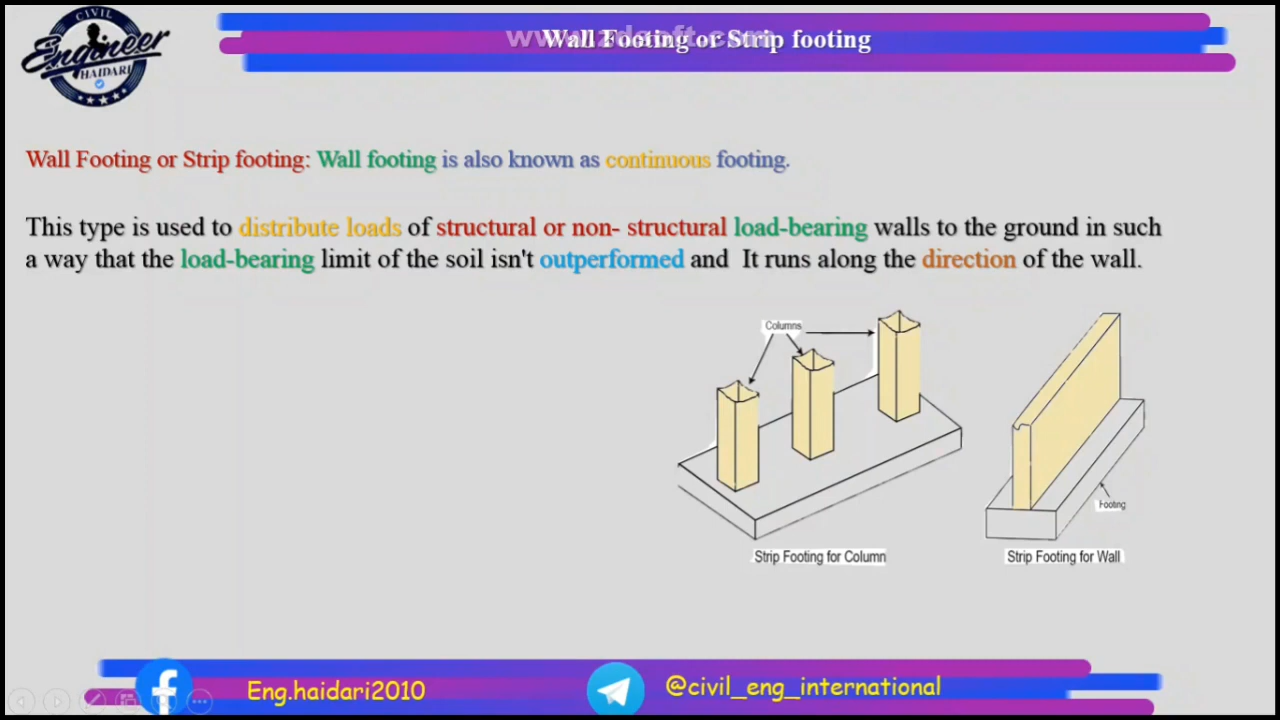 CIVIL
Engineer
HAIDARI
Wall Footing or Strip footing
Wall Footing or Strip footing: Wall footing is also known as continuous footing.
This type is used to distribute loads of structural or non- structural load-bearing walls to the ground in such
a way that the load-bearing limit of the soil isn't outperformed and It runs along the direction of the wall.
Columns
Footing
Strip Footing for Column
Strip Footing for Wall
Eng.haidari2010
@civil_eng_international